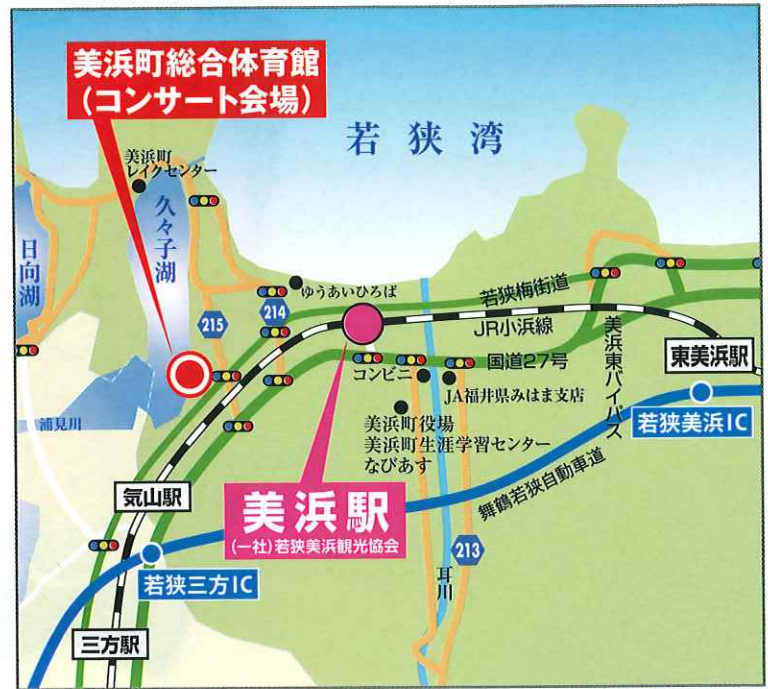 美浜町総合体育館
(コンサート会場)
若狭湾
美浜町
レイクセンター
久々子湖
日向湖
ゆうあいひろば
若狭梅街道
214
215
JR小浜線
国道27号
美浜東バイパス
東美浜駅
コンビニ
JA福井県みはま支店
若狭美浜IC
浦見川
美浜町役場
美浜町生涯学習センター
なびあす
舞鶴若狭自動車道
気山駅
美浜駅
(一社)若狭美浜観光協会
213
耳川
若狭三方IC
三方駅